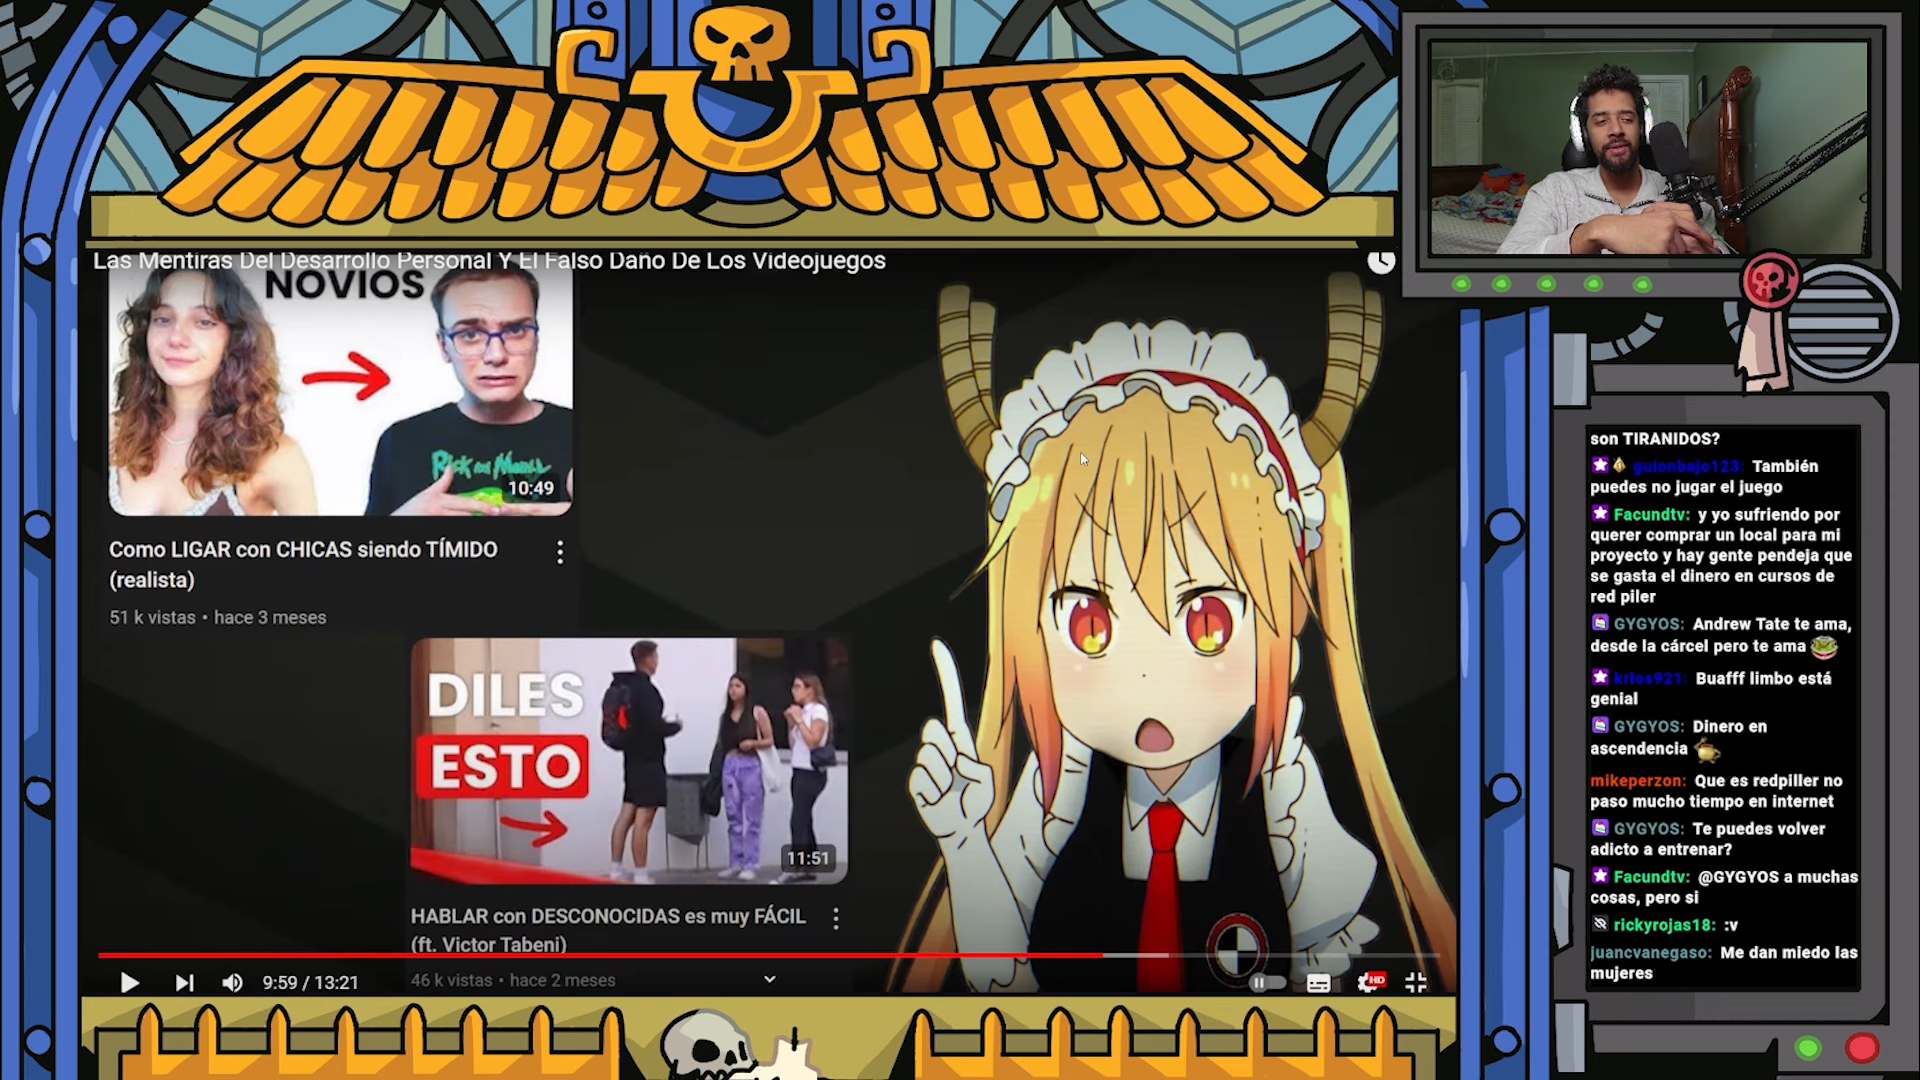 Las Mentiras Del Desarrollo Personal Y El Falso Daño De Los Videojuegos
NOVIOS
Rick and Morty
10:49
Como LIGAR con CHICAS siendo TÍMIDO
(realista)
51 k vistas • hace 3 meses
DILES
ESTO
11:51
HABLAR con DESCONOCIDAS es muy FÁCIL
(ft. Victor Tabeni)
46 k vistas • hace 2 meses
9:59 / 13:21
HD
son TIRANIDOS?
guionbajo123: También
puedes no jugar el juego
Facundtv: y yo sufriendo por
querer comprar un local para mi
proyecto y hay gente pendeja que
se gasta el dinero en cursos de
red piler
GYGYOS: Andrew Tate te ama,
desde la cárcel pero te ama
krios921: Buafff limbo está
genial
GYGYOS: Dinero en
ascendencia
mikeperzon: Que es redpiller no
paso mucho tiempo en internet
GYGYOS: Te puedes volver
adicto a entrenar?
Facundtv: @GYGYOS a muchas
cosas, pero si
rickyrojas18: :v
juancvanegaso: Me dan miedo las
mujeres